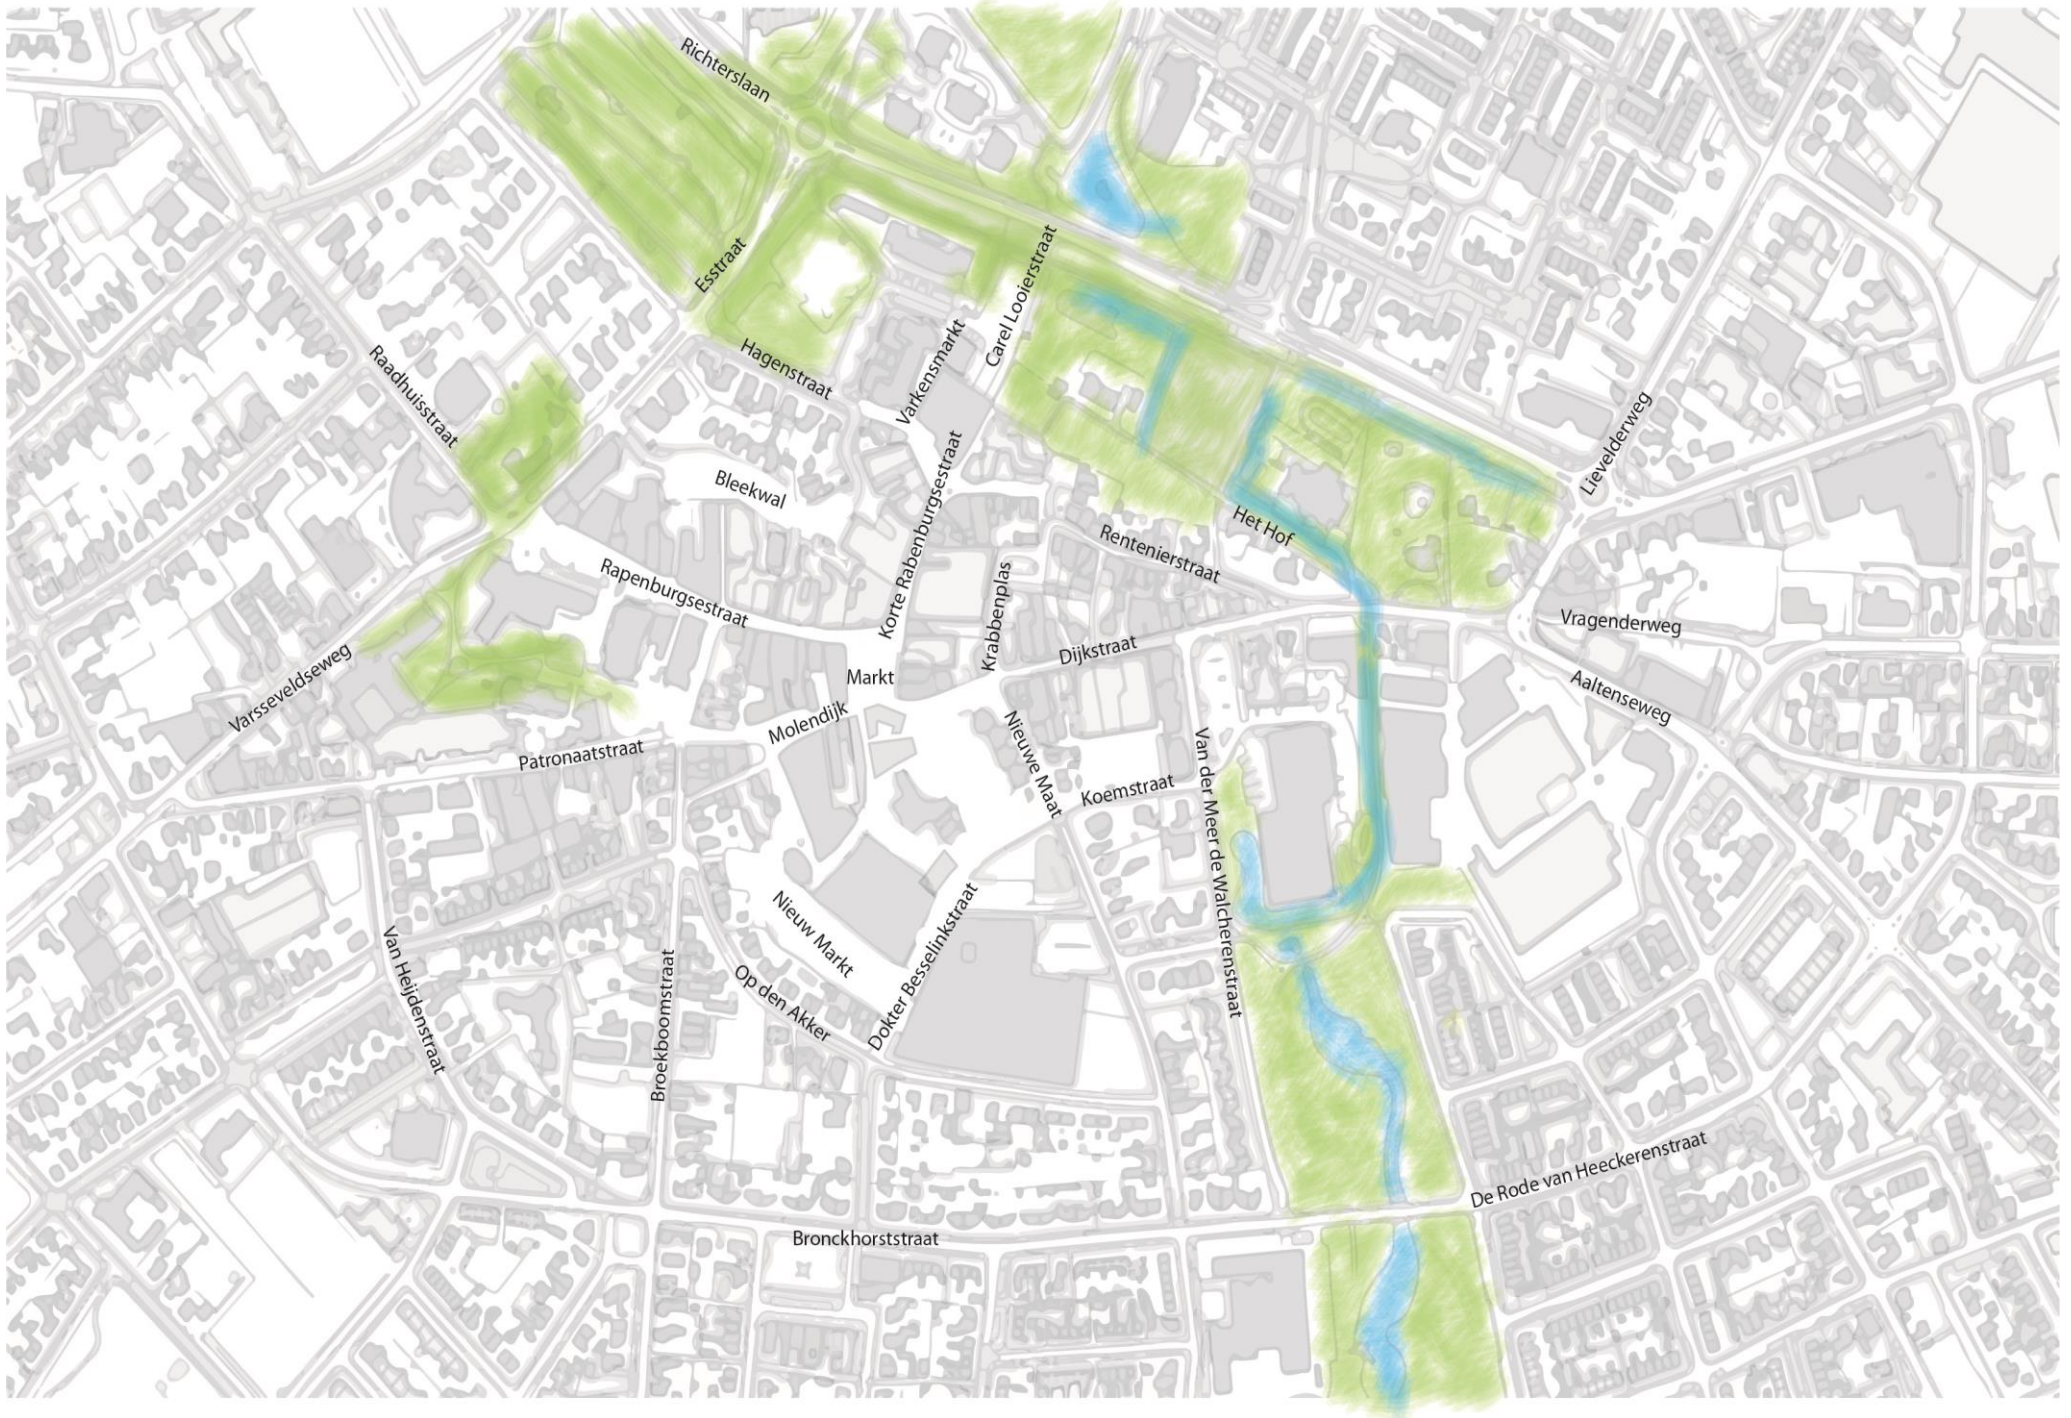 Richterslaan
Esstraat
Carel Looierstraat
Hagenstraat
Varkensmarkt
Raadhuisstraat
Lievelderweg
Bleekwal
Korte Rabenburgsestraat
Het Hof
Rentenierstraat
Rapenburgsestraat
Krabbenplas
Vragenderweg
Dijkstraat
Markt
Varsseveldseweg
Aaltenseweg
Molendijk
Patronaatstraat
Nieuwe Maat
Koemstraat
Van der Meer de Walcherenstraat
Nieuw Markt
Dokter Besselinkstraat
Van Heijdenstraat
Broekboomstraat
Op den Akker
De Rode van Heeckerenstraat
Bronckhorststraat